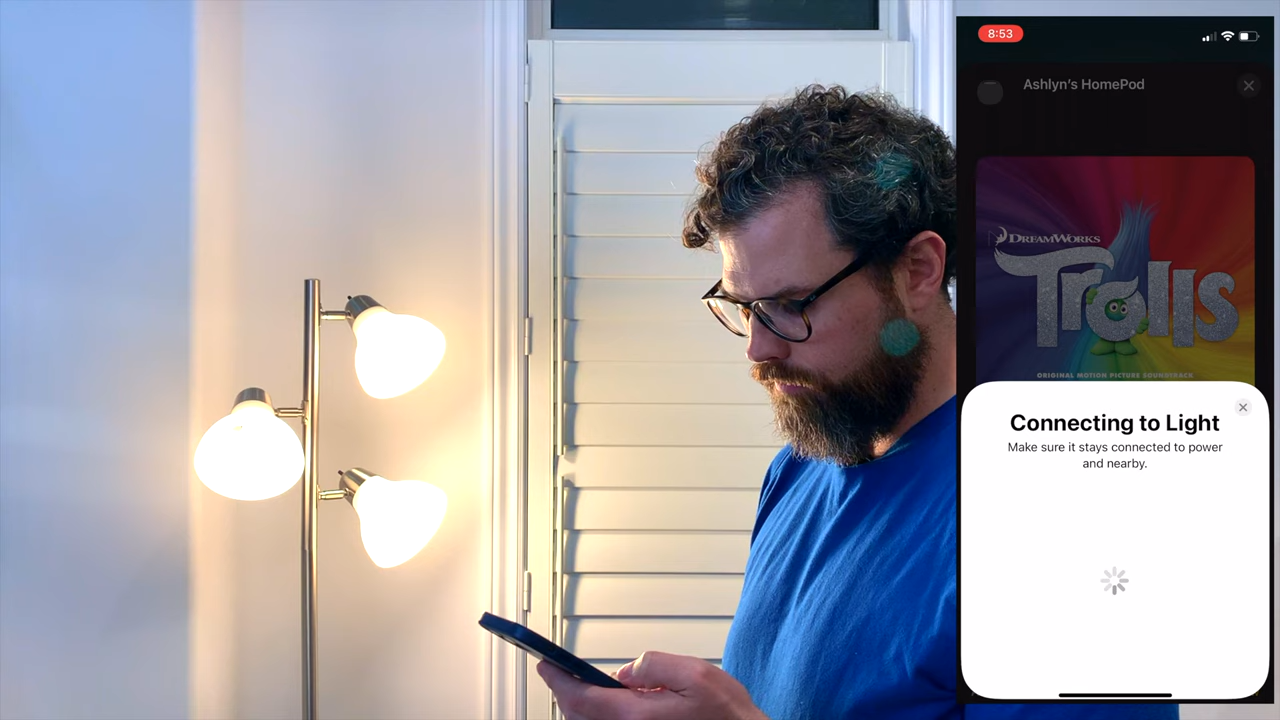 8:53
Ashlyn's HomePod
DREAMWORKS
Trolls
ORIGINAL MOTION PICTURE SOUNDTRACK
Connecting to Light
Make sure it stays connected to power
and nearby.